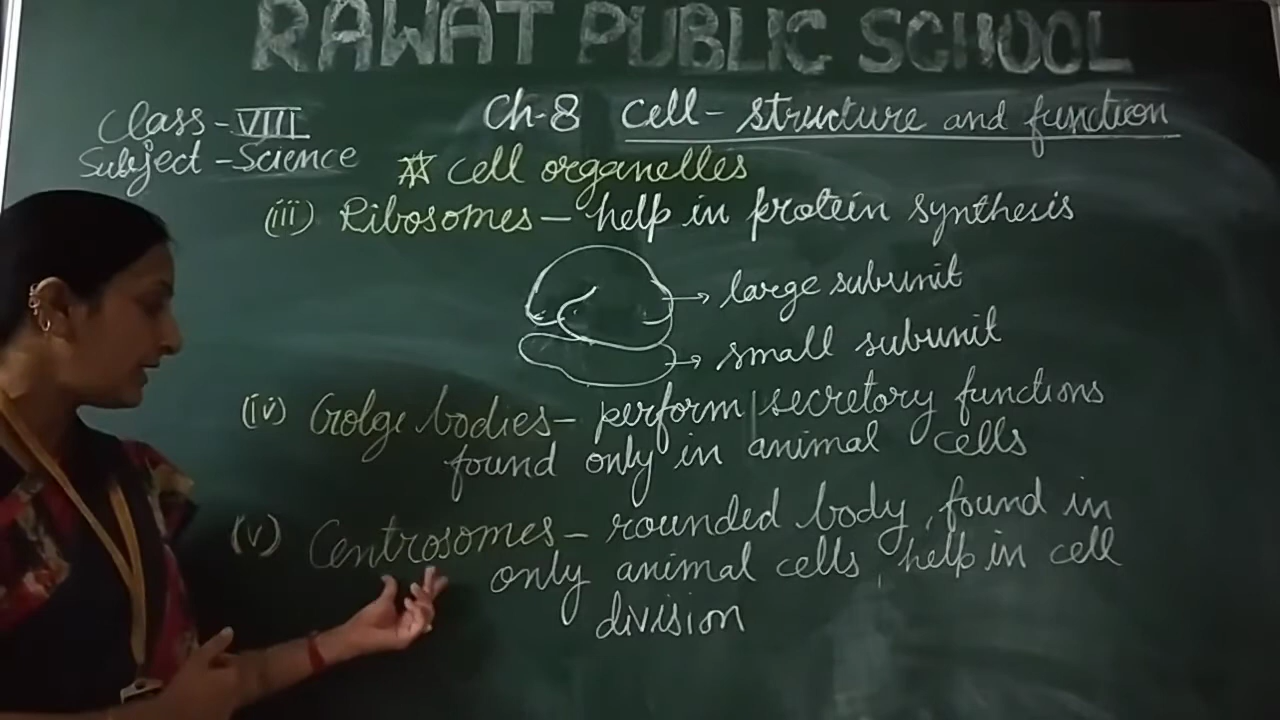 RAWAT PUBLIC SCHOOL
Class - VIII
Subject - Science
Ch-8 Cell - structure and function
☆ Cell organelles
(iii) Ribosomes - help in protein synthesis
→ large subunit
→ small subunit
(iv) Golge bodies - perform secretory functions
found only in animal cells
(v) Centrosomes - rounded body, found in
only animal cells, help in cell
division